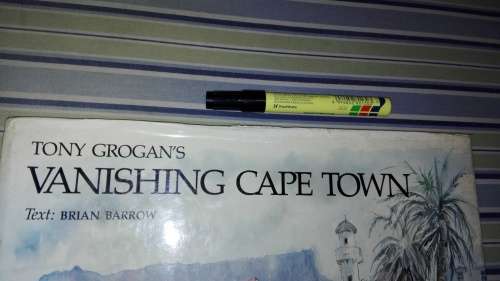 TONY GROGAN'S
VANISHING CAPE TOWN
Text: BRIAN BARROW